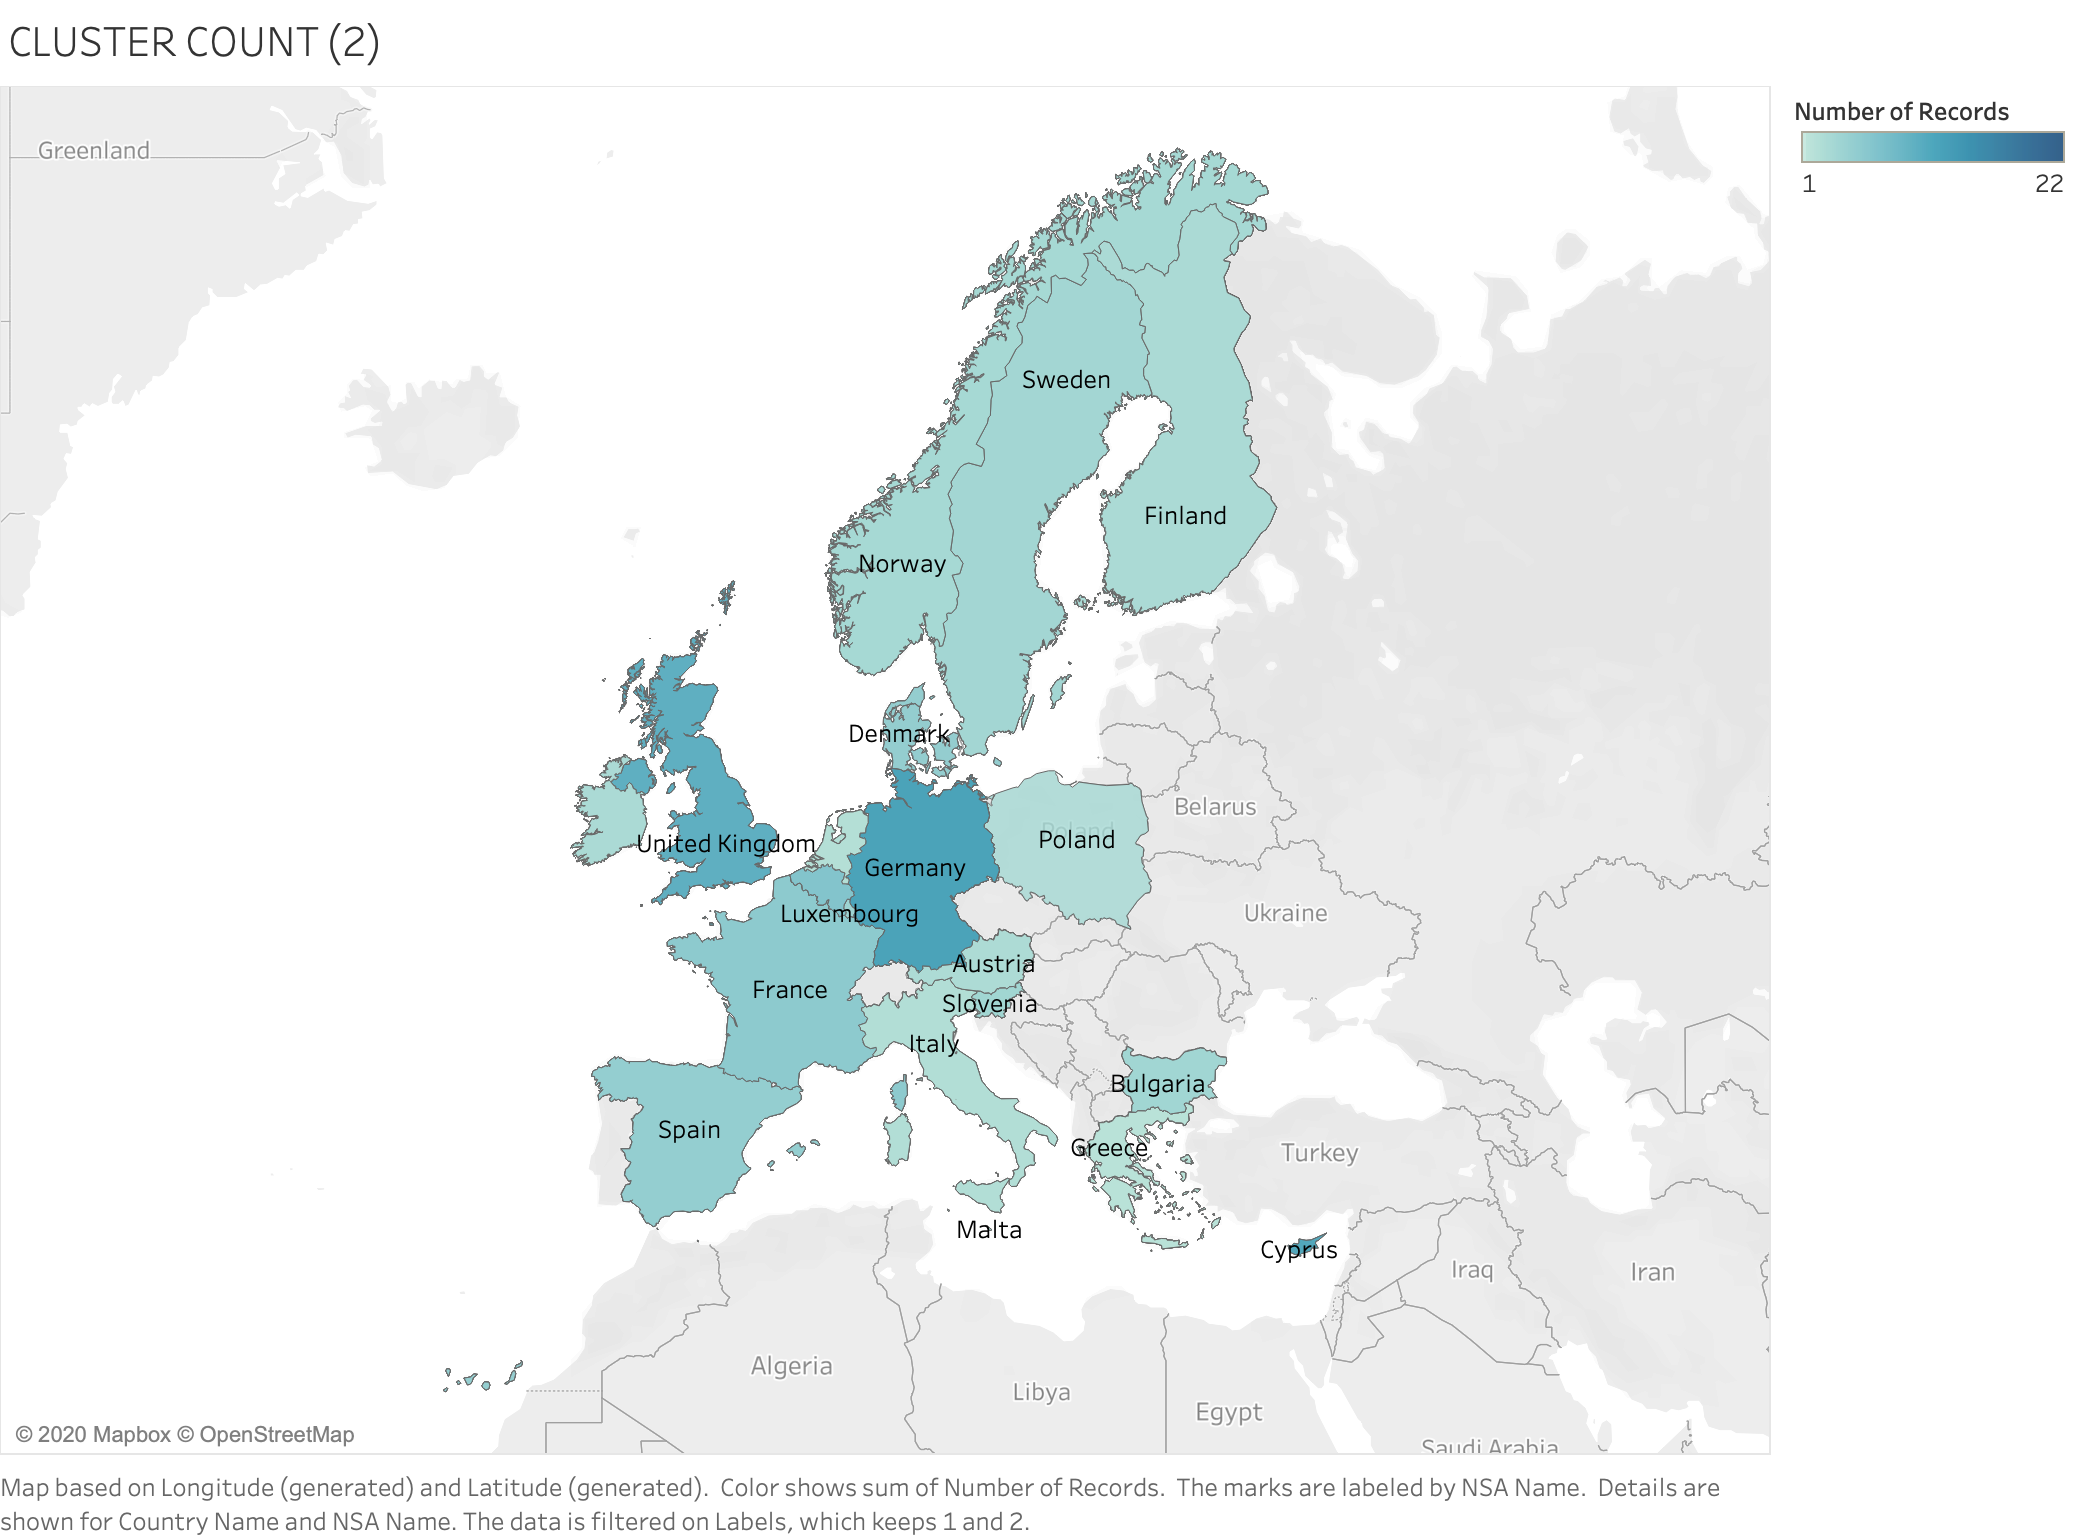 CLUSTER COUNT (2)
Number of Records
1 22
Greenland
Sweden
Finland
Norway
Denmark
Belarus
Poland
Poland
United Kingdom
Germany
Luxembourg
Ukraine
Austria
France
Slovenia
Italy
Bulgaria
Spain
Greece
Turkey
Malta
Cyprus
Iraq
Iran
Algeria
Libya
Egypt
© 2020 Mapbox © OpenStreetMap
Saudi Arabia
Map based on Longitude (generated) and Latitude (generated).  Color shows sum of Number of Records.  The marks are labeled by NSA Name.  Details are
shown for Country Name and NSA Name. The data is filtered on Labels, which keeps 1 and 2.